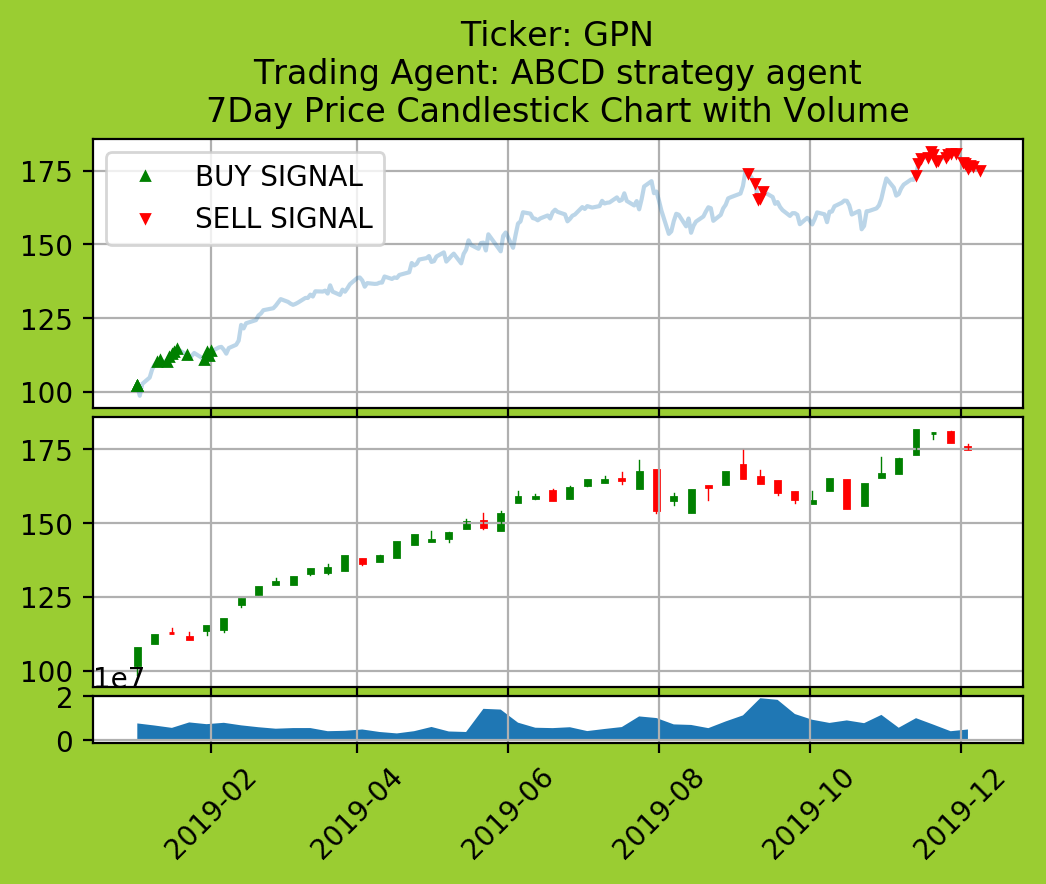 Ticker: GPN
Trading Agent: ABCD strategy agent
7Day Price Candlestick Chart with Volume
BUY SIGNAL
SELL SIGNAL
175
150
125
100
175
150
125
100
1e7
2
0
2019-02
2019-04
2019-06
2019-08
2019-10
2019-12